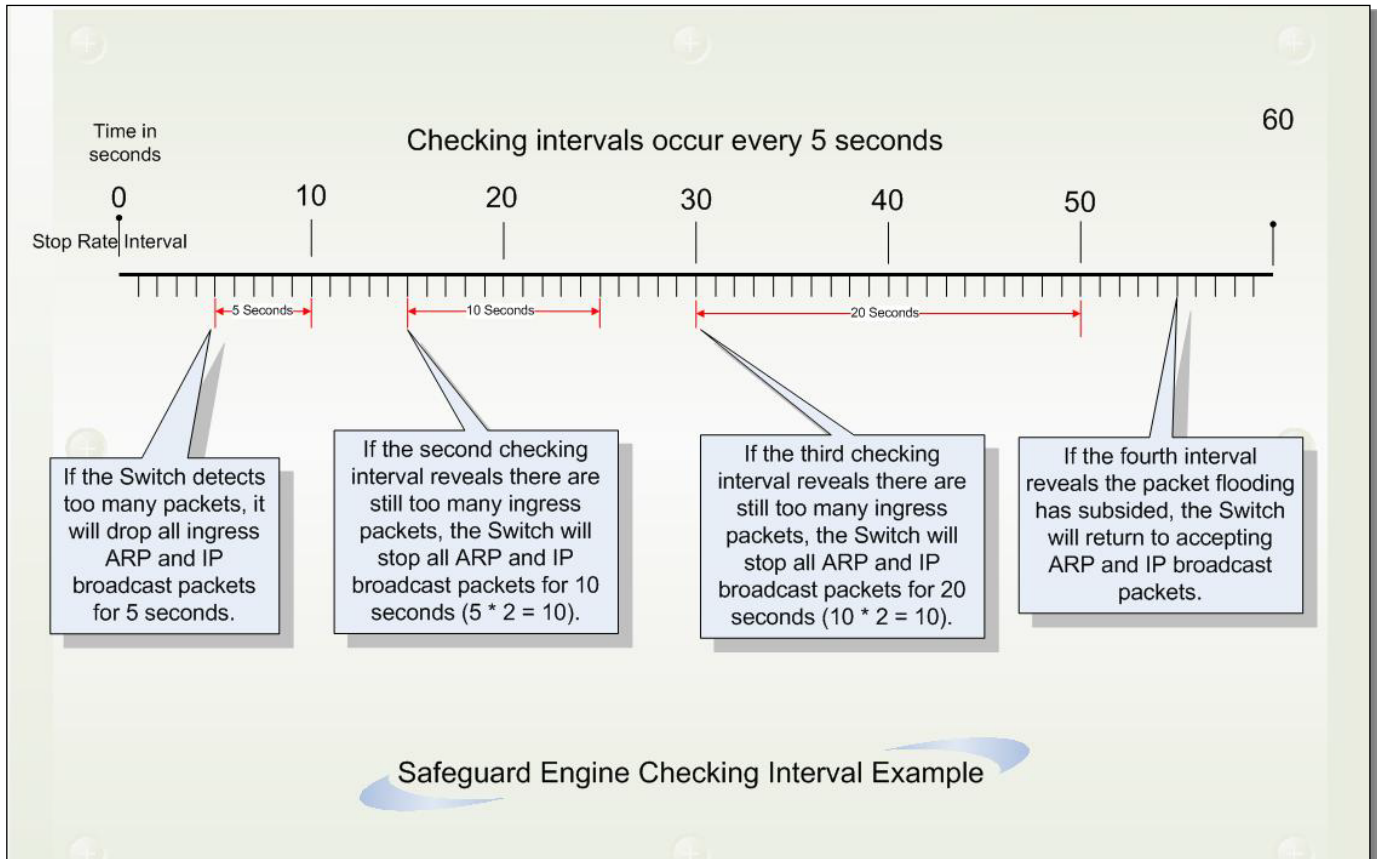 Time in
seconds
Checking intervals occur every 5 seconds
60
0
10
20
30
40
50
Stop Rate Interval
5 Seconds
10 Seconds
20 Seconds
If the Switch detects
too many packets, it
will drop all ingress
ARP and IP
broadcast packets
for 5 seconds.
If the second checking
interval reveals there are
still too many ingress
packets, the Switch will
stop all ARP and IP
broadcast packets for 10
seconds (5 * 2 = 10).
If the third checking
interval reveals there are
still too many ingress
packets, the Switch will
stop all ARP and IP
broadcast packets for 20
seconds (10 * 2 = 10).
If the fourth interval
reveals the packet flooding
has subsided, the Switch
will return to accepting
ARP and IP broadcast
packets.
Safeguard Engine Checking Interval Example